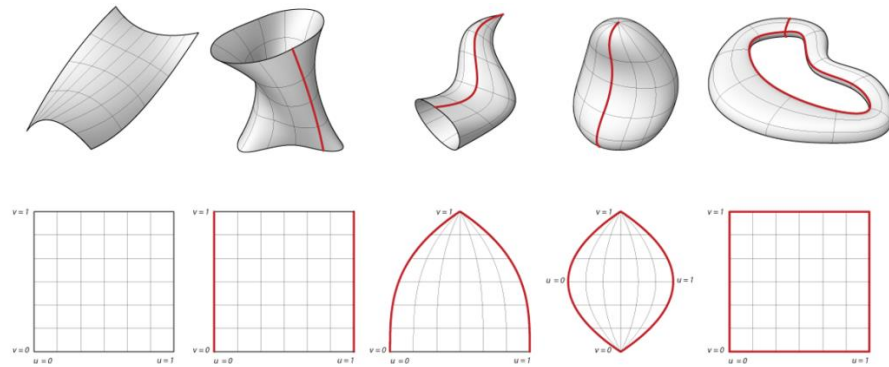 v = 1
v = 1
v = 1
v = 1
v = 1
u = 0
u = 1
v = 0
u = 0
u = 1
v = 0
u = 0
u = 1
v = 0
u = 0
u = 1
v = 0
v = 0
u = 0
u = 1